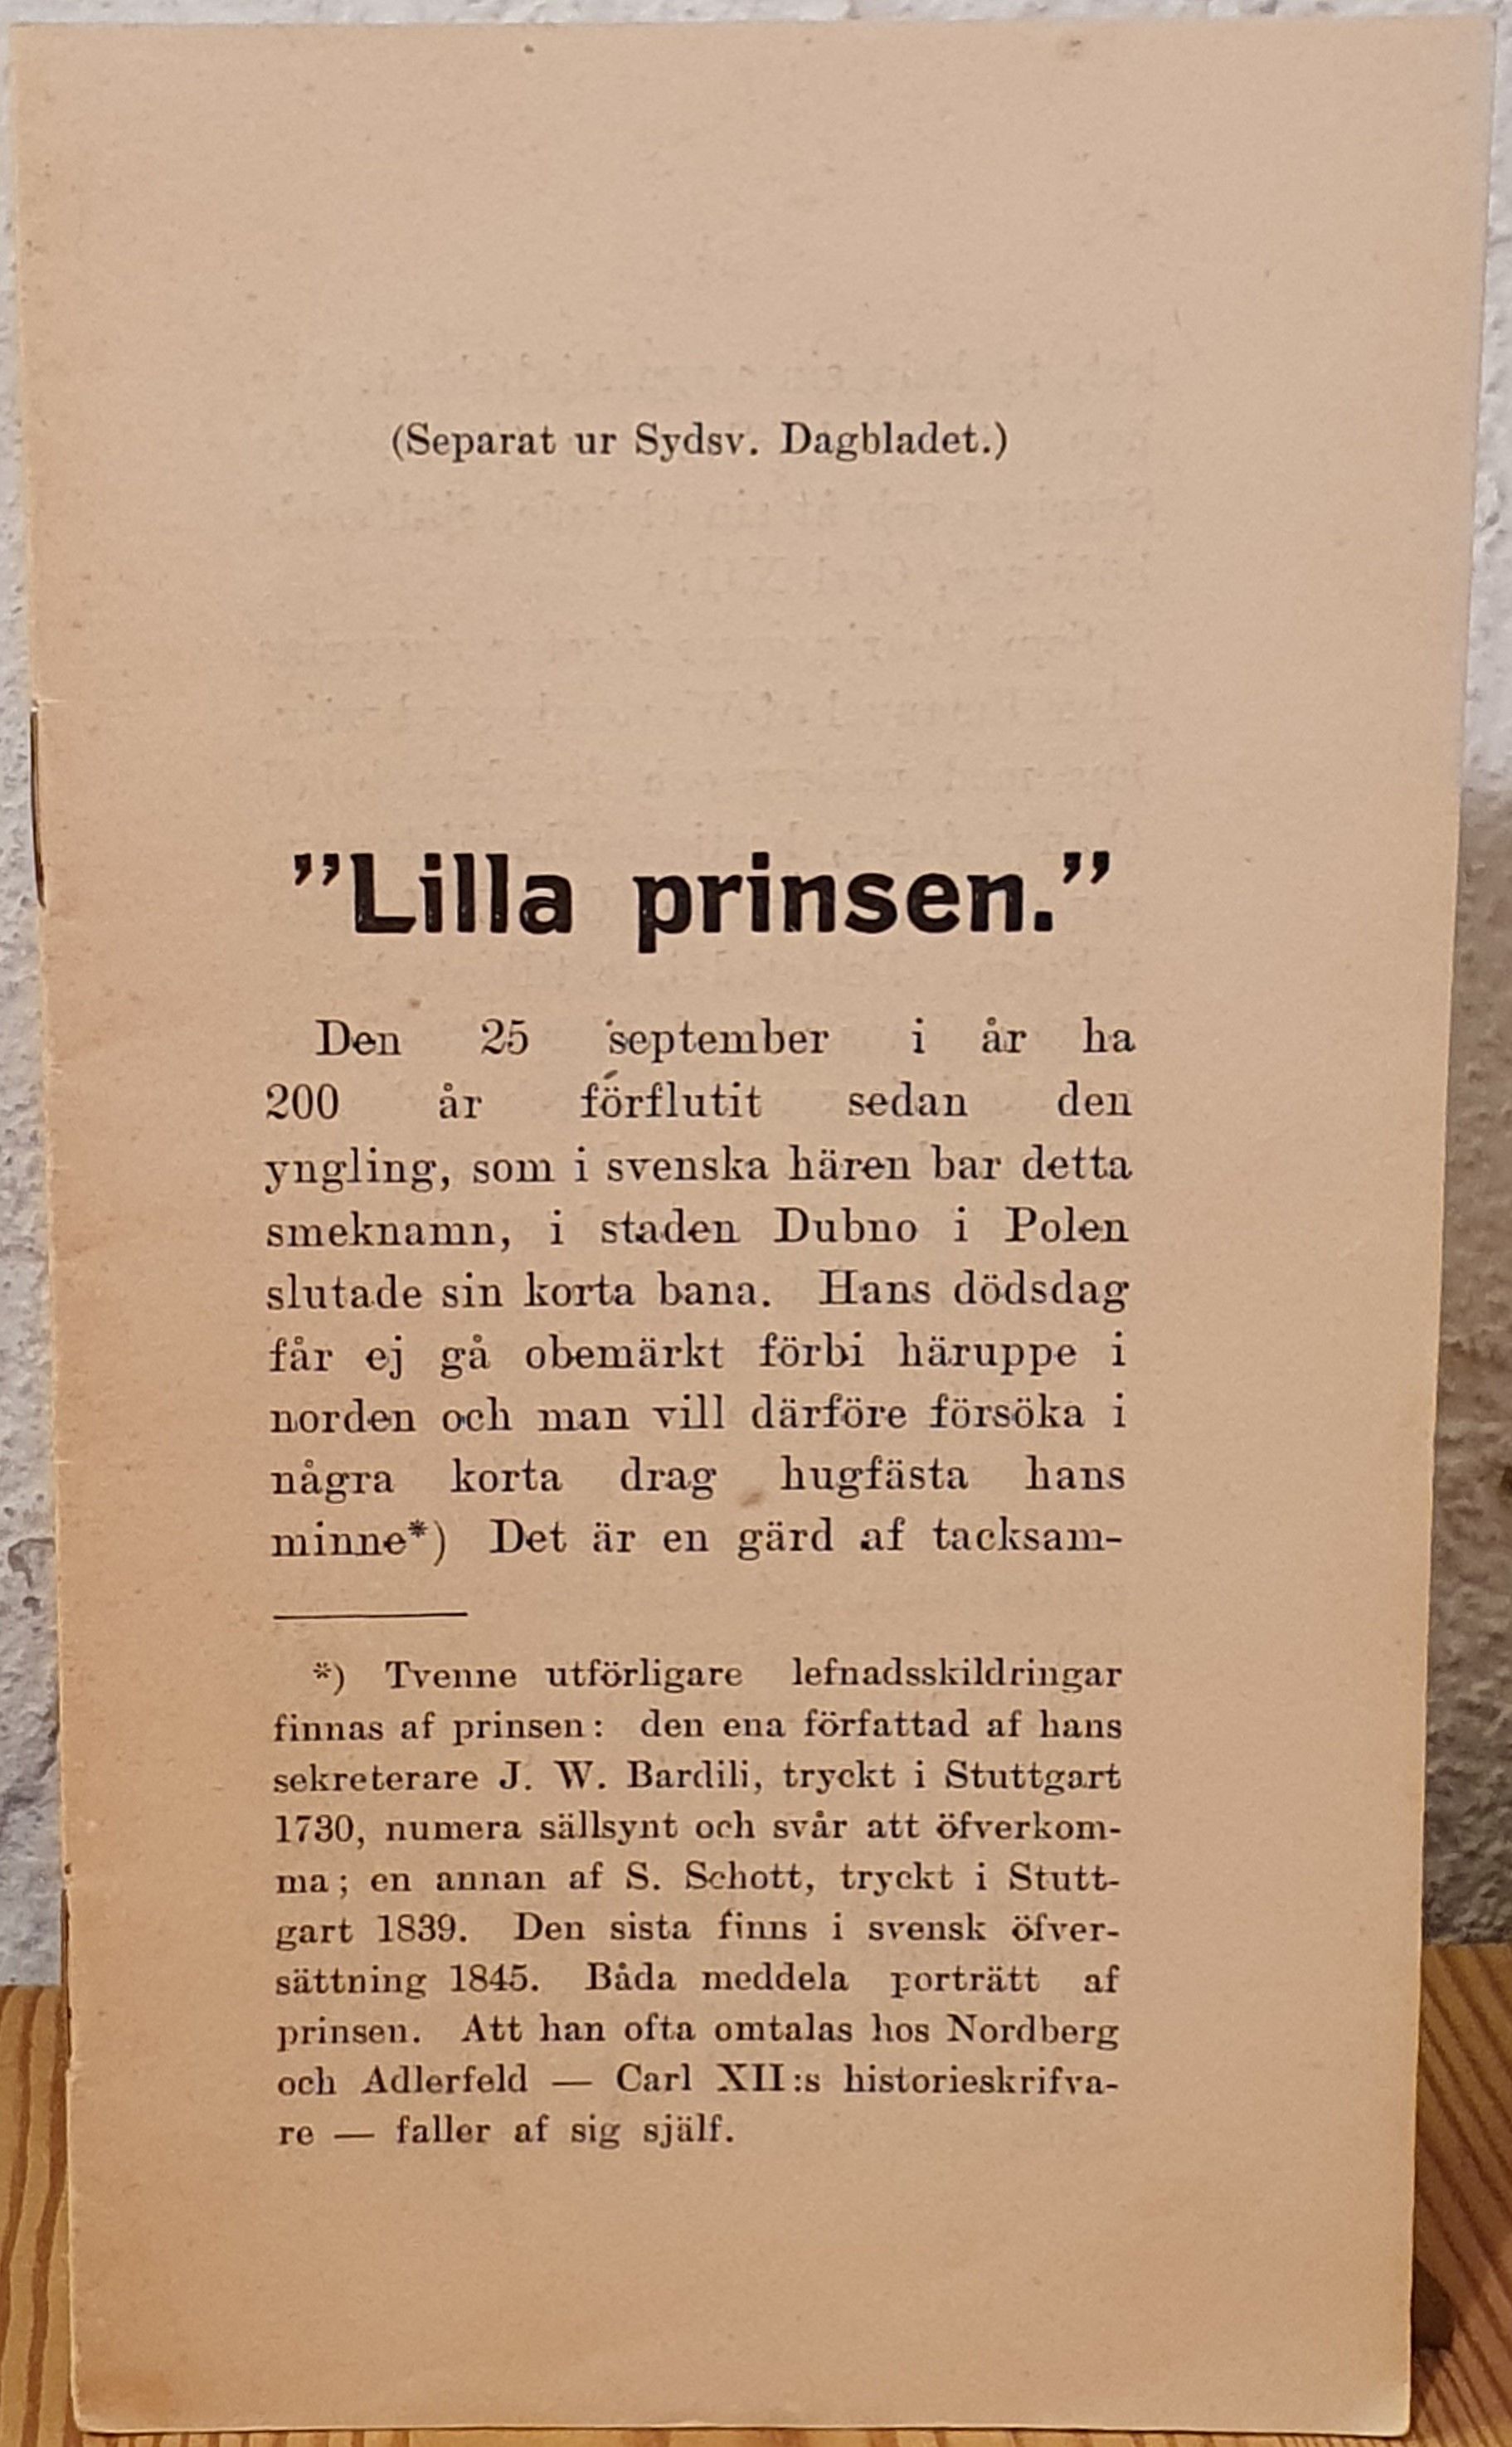 (Separat ur Sydsv. Dagbladet.)
”Lilla prinsen.”
Den 25 september i år ha
200 år förflutit sedan den
yngling, som i svenska hären bar detta
smeknamn, i staden Dubno i Polen
slutade sin korta bana. Hans dödsdag
får ej gå obemärkt förbi häruppe i
norden och man vill därföre försöka i
några korta drag hugfästa hans
minne*) Det är en gärd af tacksam-
*) Tvenne utförligare lefnadsskildringar
finnas af prinsen: den ena författad af hans
sekreterare J. W. Bardili, tryckt i Stuttgart
1730, numera sällsynt och svår att öfverkom-
ma; en annan af S. Schott, tryckt i Stutt-
gart 1839. Den sista finns i svensk öfver-
sättning 1845. Båda meddela porträtt af
prinsen. Att han ofta omtalas hos Nordberg
och Adlerfeld — Carl XII:s historieskrifva-
re — faller af sig själf.